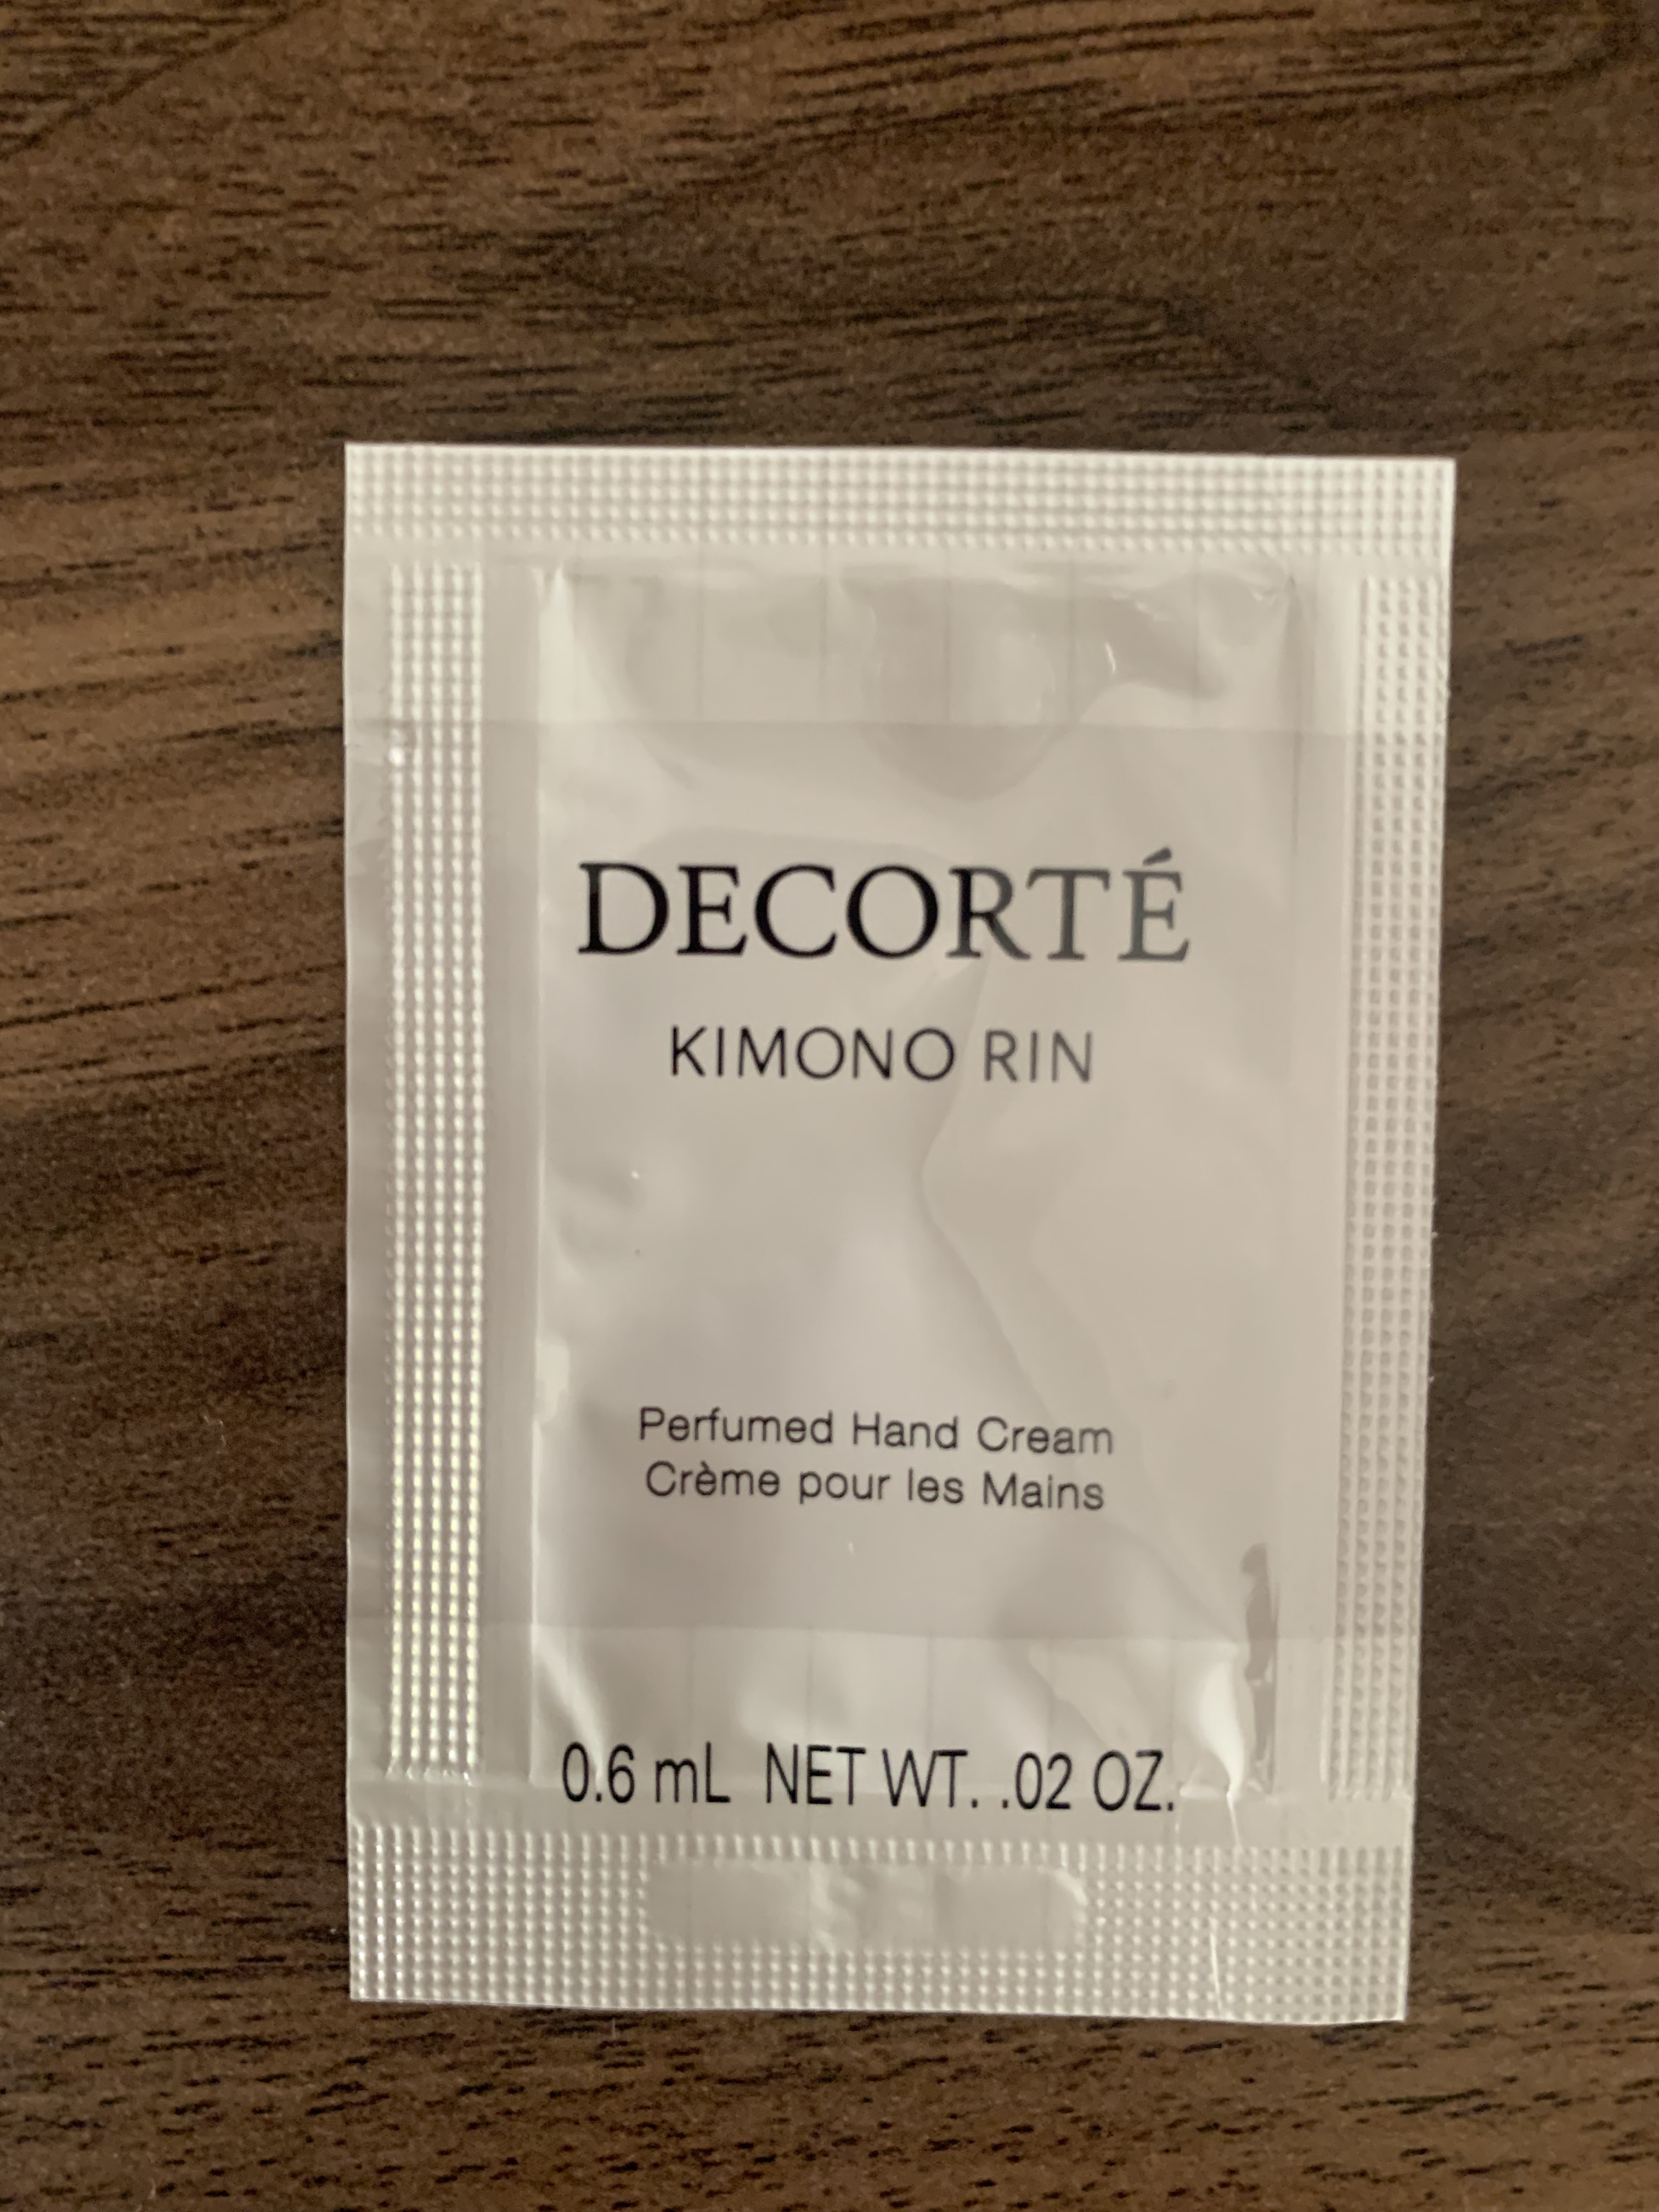 DECORTÉ
KIMONO RIN
Perfumed Hand Cream
Crème pour les Mains
0.6 mL NET WT. .02 OZ.